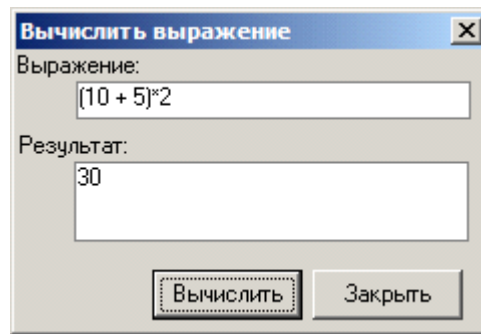 Вычислить выражение
Выражение:
(10 + 5)*2
Результат:
30
Вычислить Закрыть